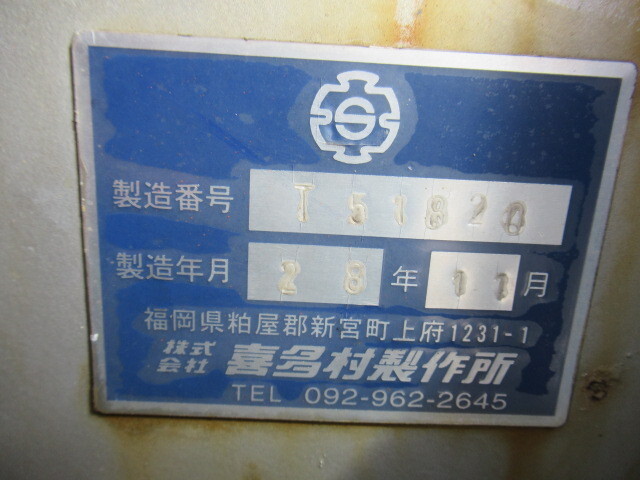 製造番号 T51820
製造年月 28年11月
福岡県粕屋郡新宮町上府1231-1
株式会社 喜多村製作所
TEL 092-962-2645